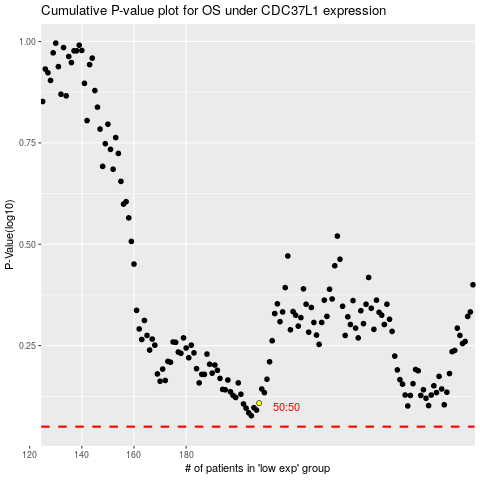 Cumulative P-value plot for OS under CDC37L1 expression
P-Value(log10)
1.00
0.75
0.50
0.25
50:50
120 140 160 180
# of patients in 'low exp' group